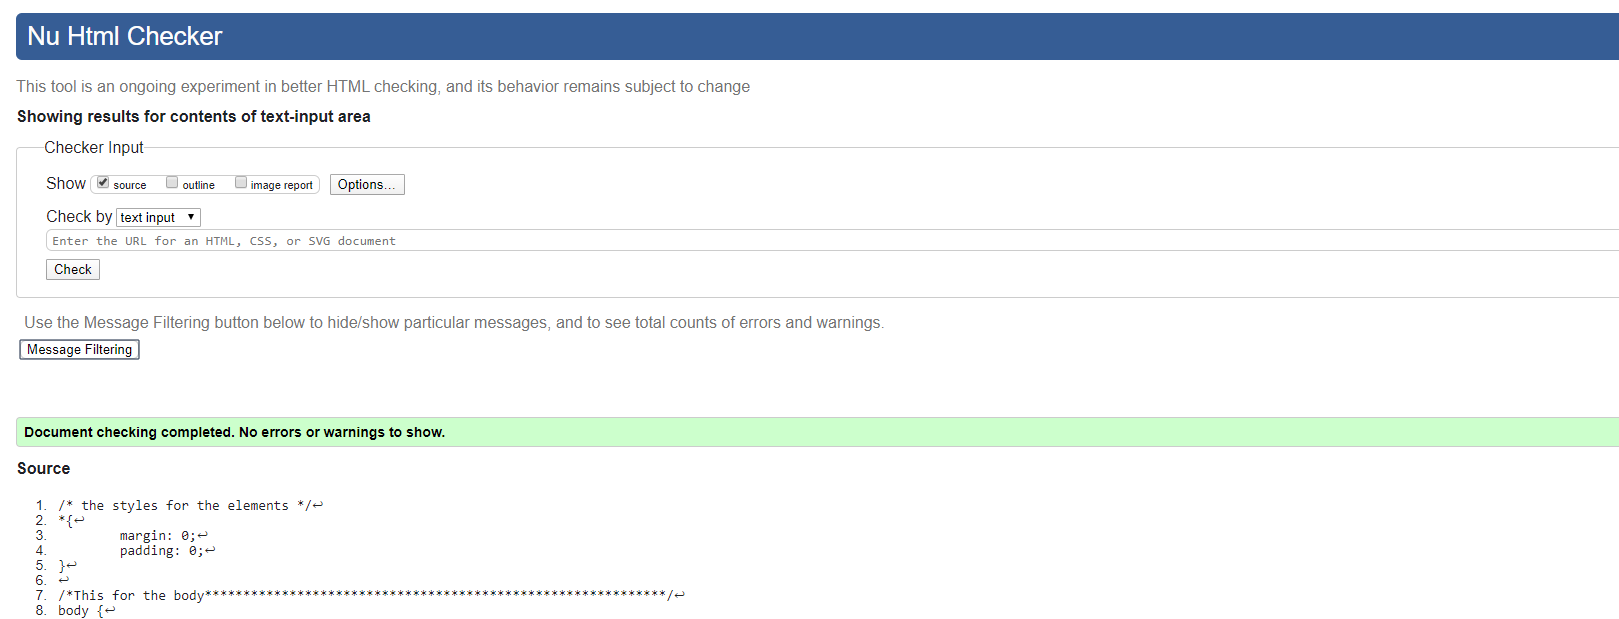 Nu Html Checker
This tool is an ongoing experiment in better HTML checking, and its behavior remains subject to change
Showing results for contents of text-input area
Checker Input
Show source outline image report Options...
Check by text input
Enter the URL for an HTML, CSS, or SVG document
Check
Use the Message Filtering button below to hide/show particular messages, and to see total counts of errors and warnings.
Message Filtering
Document checking completed. No errors or warnings to show.
Source
1. /* the styles for the elements */↩
2. *{↩
3. margin: 0;↩
4. padding: 0;↩
5. }↩
6. ↩
7. /*This for the body************************************************************/↩
8. body {↩